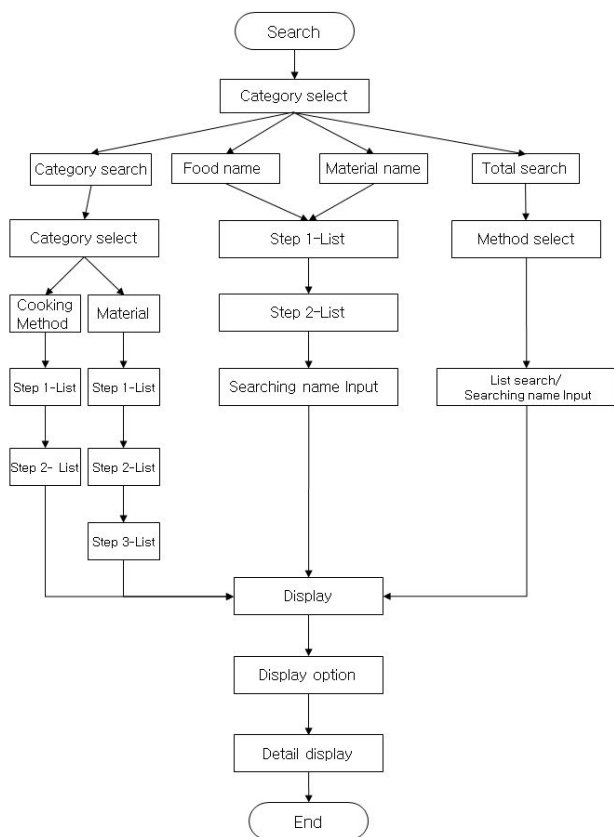 Search
Category select
Category search
Food name
Material name
Total search
Category select
Step 1-List
Method select
Cooking
Method
Material
Step 2-List
Step 1-List
Step 1-List
Searching name Input
List search/
Searching name Input
Step 2- List
Step 2-List
Step 3-List
Display
Display option
Detail display
End